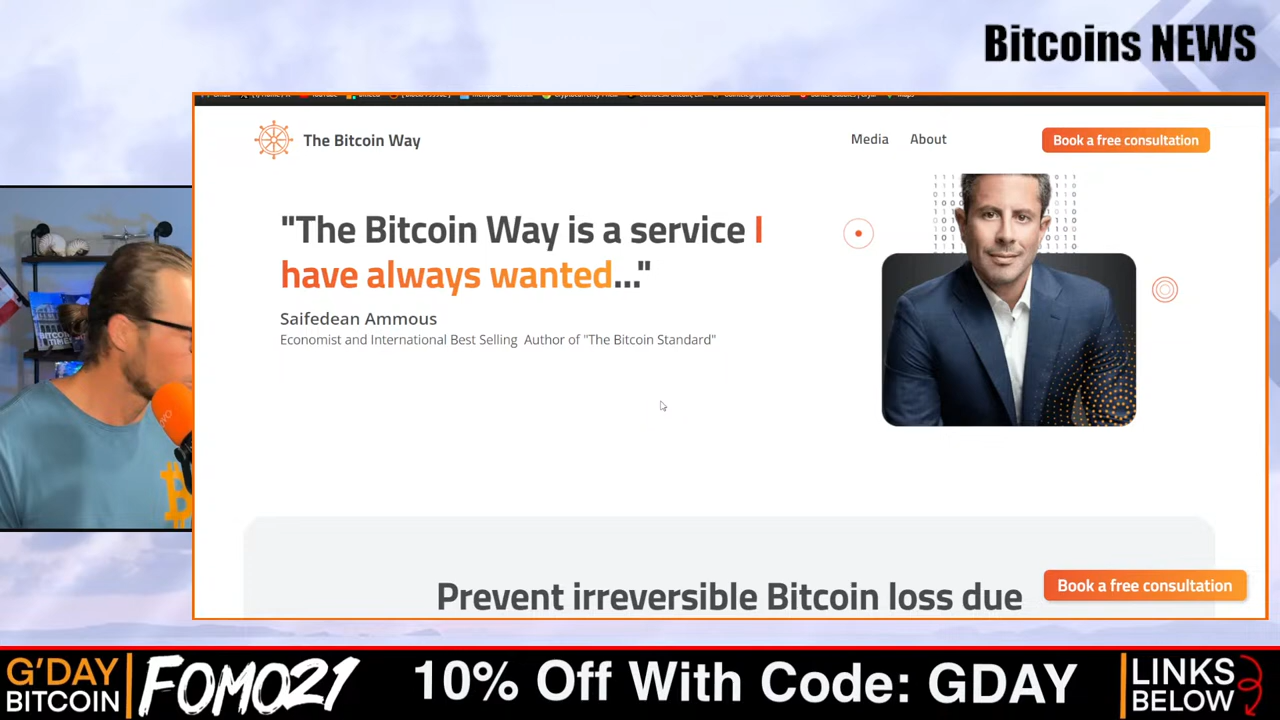 Bitcoins NEWS
The Bitcoin Way
Media About
Book a free consultation
"The Bitcoin Way is a service I
have always wanted..."
Saifedean Ammous
Economist and International Best Selling Author of "The Bitcoin Standard"
Prevent irreversible Bitcoin loss due
Book a free consultation
G'DAY
BITCOIN
FOMO21
10% Off With Code: GDAY
LINKS
BELOW